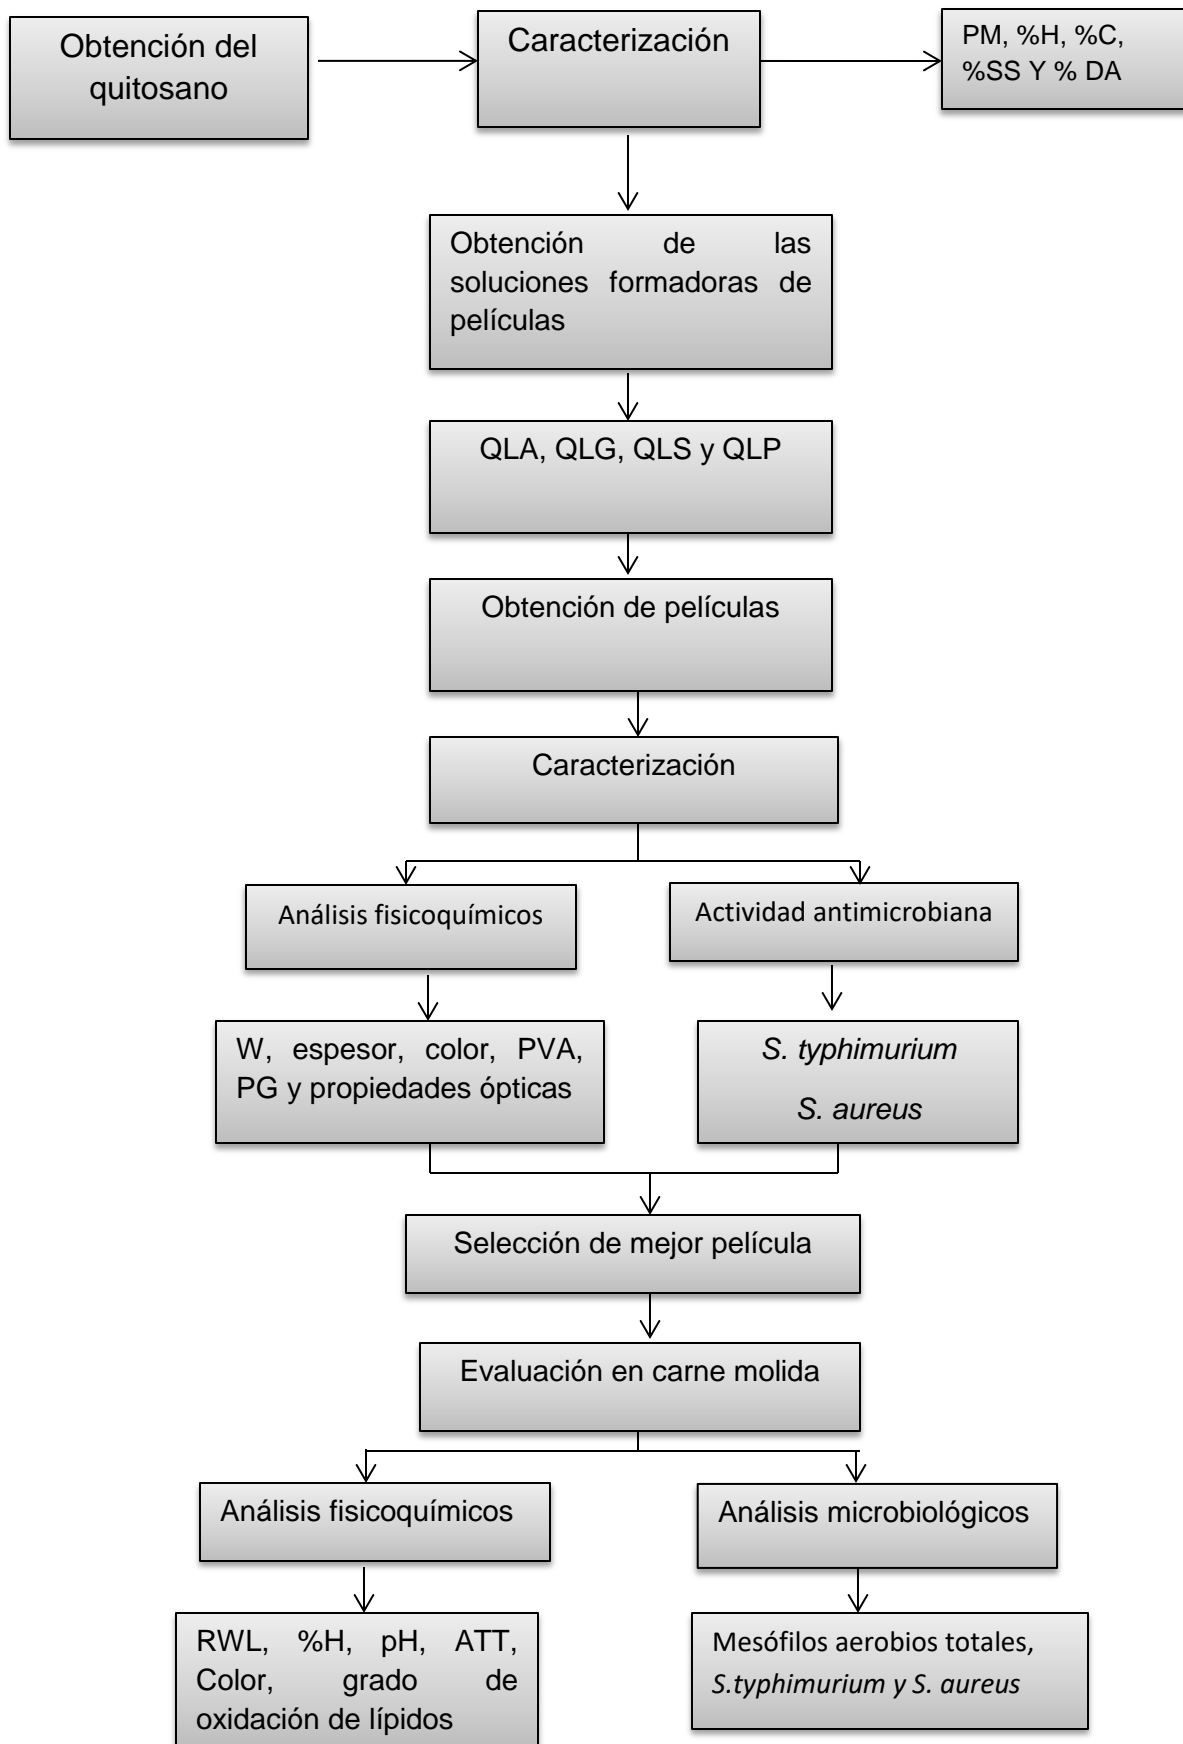 Obtención del
quitosano
Caracterización
PM, %H, %C,
%SS Y % DA
Obtención de las
soluciones formadoras de
películas
QLA, QLG, QLS y QLP
Obtención de películas
Caracterización
Análisis fisicoquímicos
Actividad antimicrobiana
W, espesor, color, PVA,
PG y propiedades ópticas
S. typhimurium
S. aureus
Selección de mejor película
Evaluación en carne molida
Análisis fisicoquímicos
Análisis microbiológicos
RWL, %H, pH, ATT,
Color, grado de
oxidación de lípidos
Mesófilos aerobios totales,
S.typhimurium y S. aureus